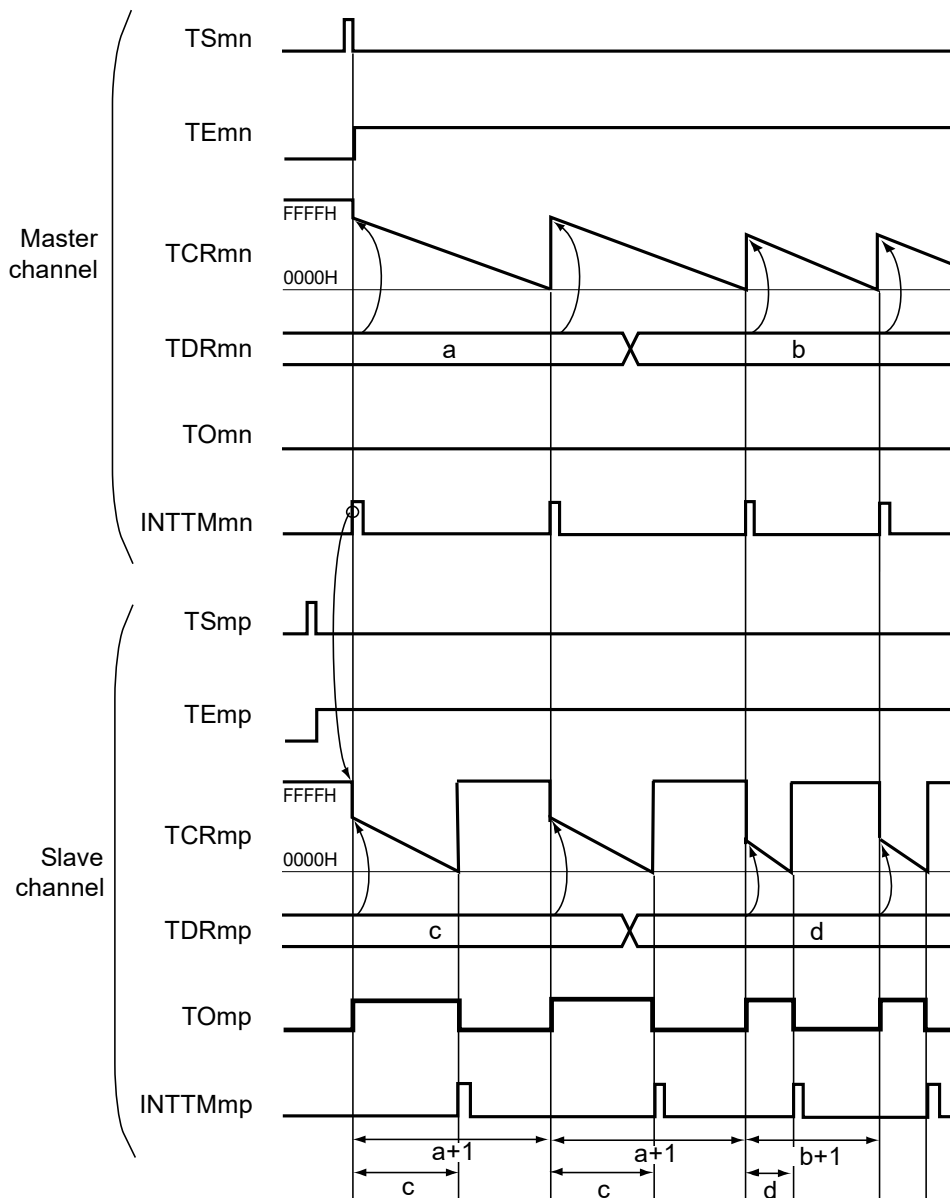 TSmn
TEmn
FFFFH
Master
channel
TCRmn
0000H
TDRmn
a
b
TOmn
INTTMmn
TSmp
TEmp
FFFFH
TCRmp
Slave
channel
0000H
TDRmp
c
d
TOmp
INTTMmp
a+1
a+1
b+1
c
c
d